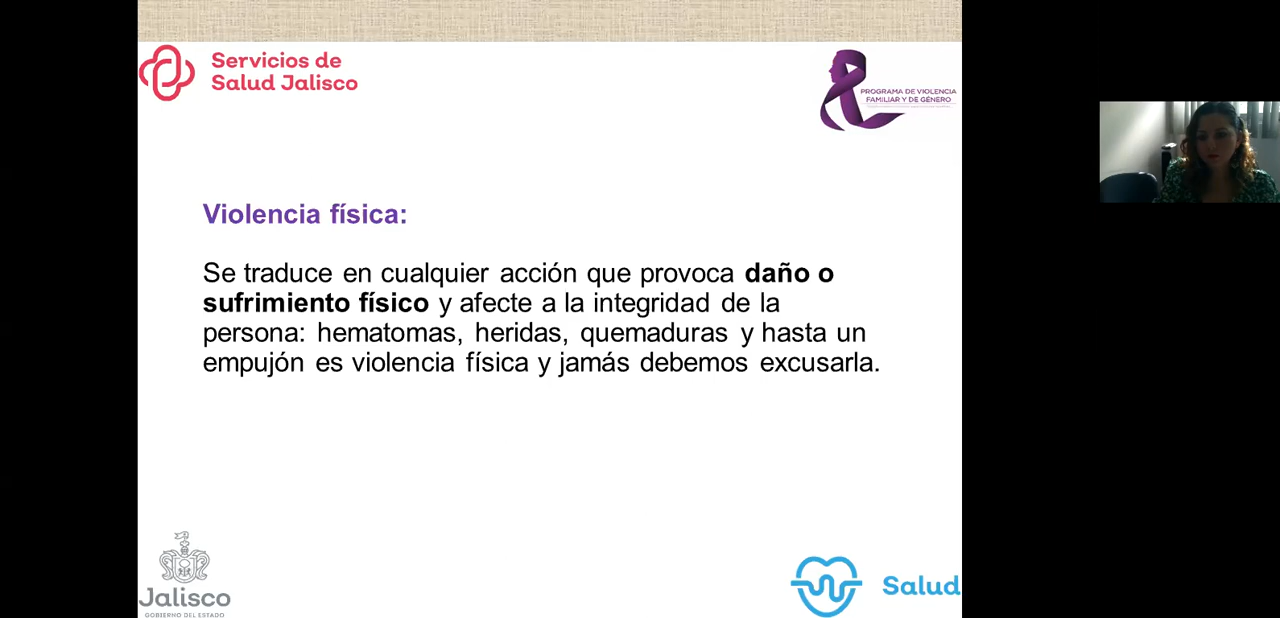 Servicios de
Salud Jalisco
PROGRAMA DE VIOLENCIA
FAMILIAR Y DE GÉNERO
Violencia física:
Se traduce en cualquier acción que provoca daño o
sufrimiento físico y afecte a la integridad de la
persona: hematomas, heridas, quemaduras y hasta un
empujón es violencia física y jamás debemos excusarla.
Jalisco
GOBIERNO DEL ESTADO
Salud